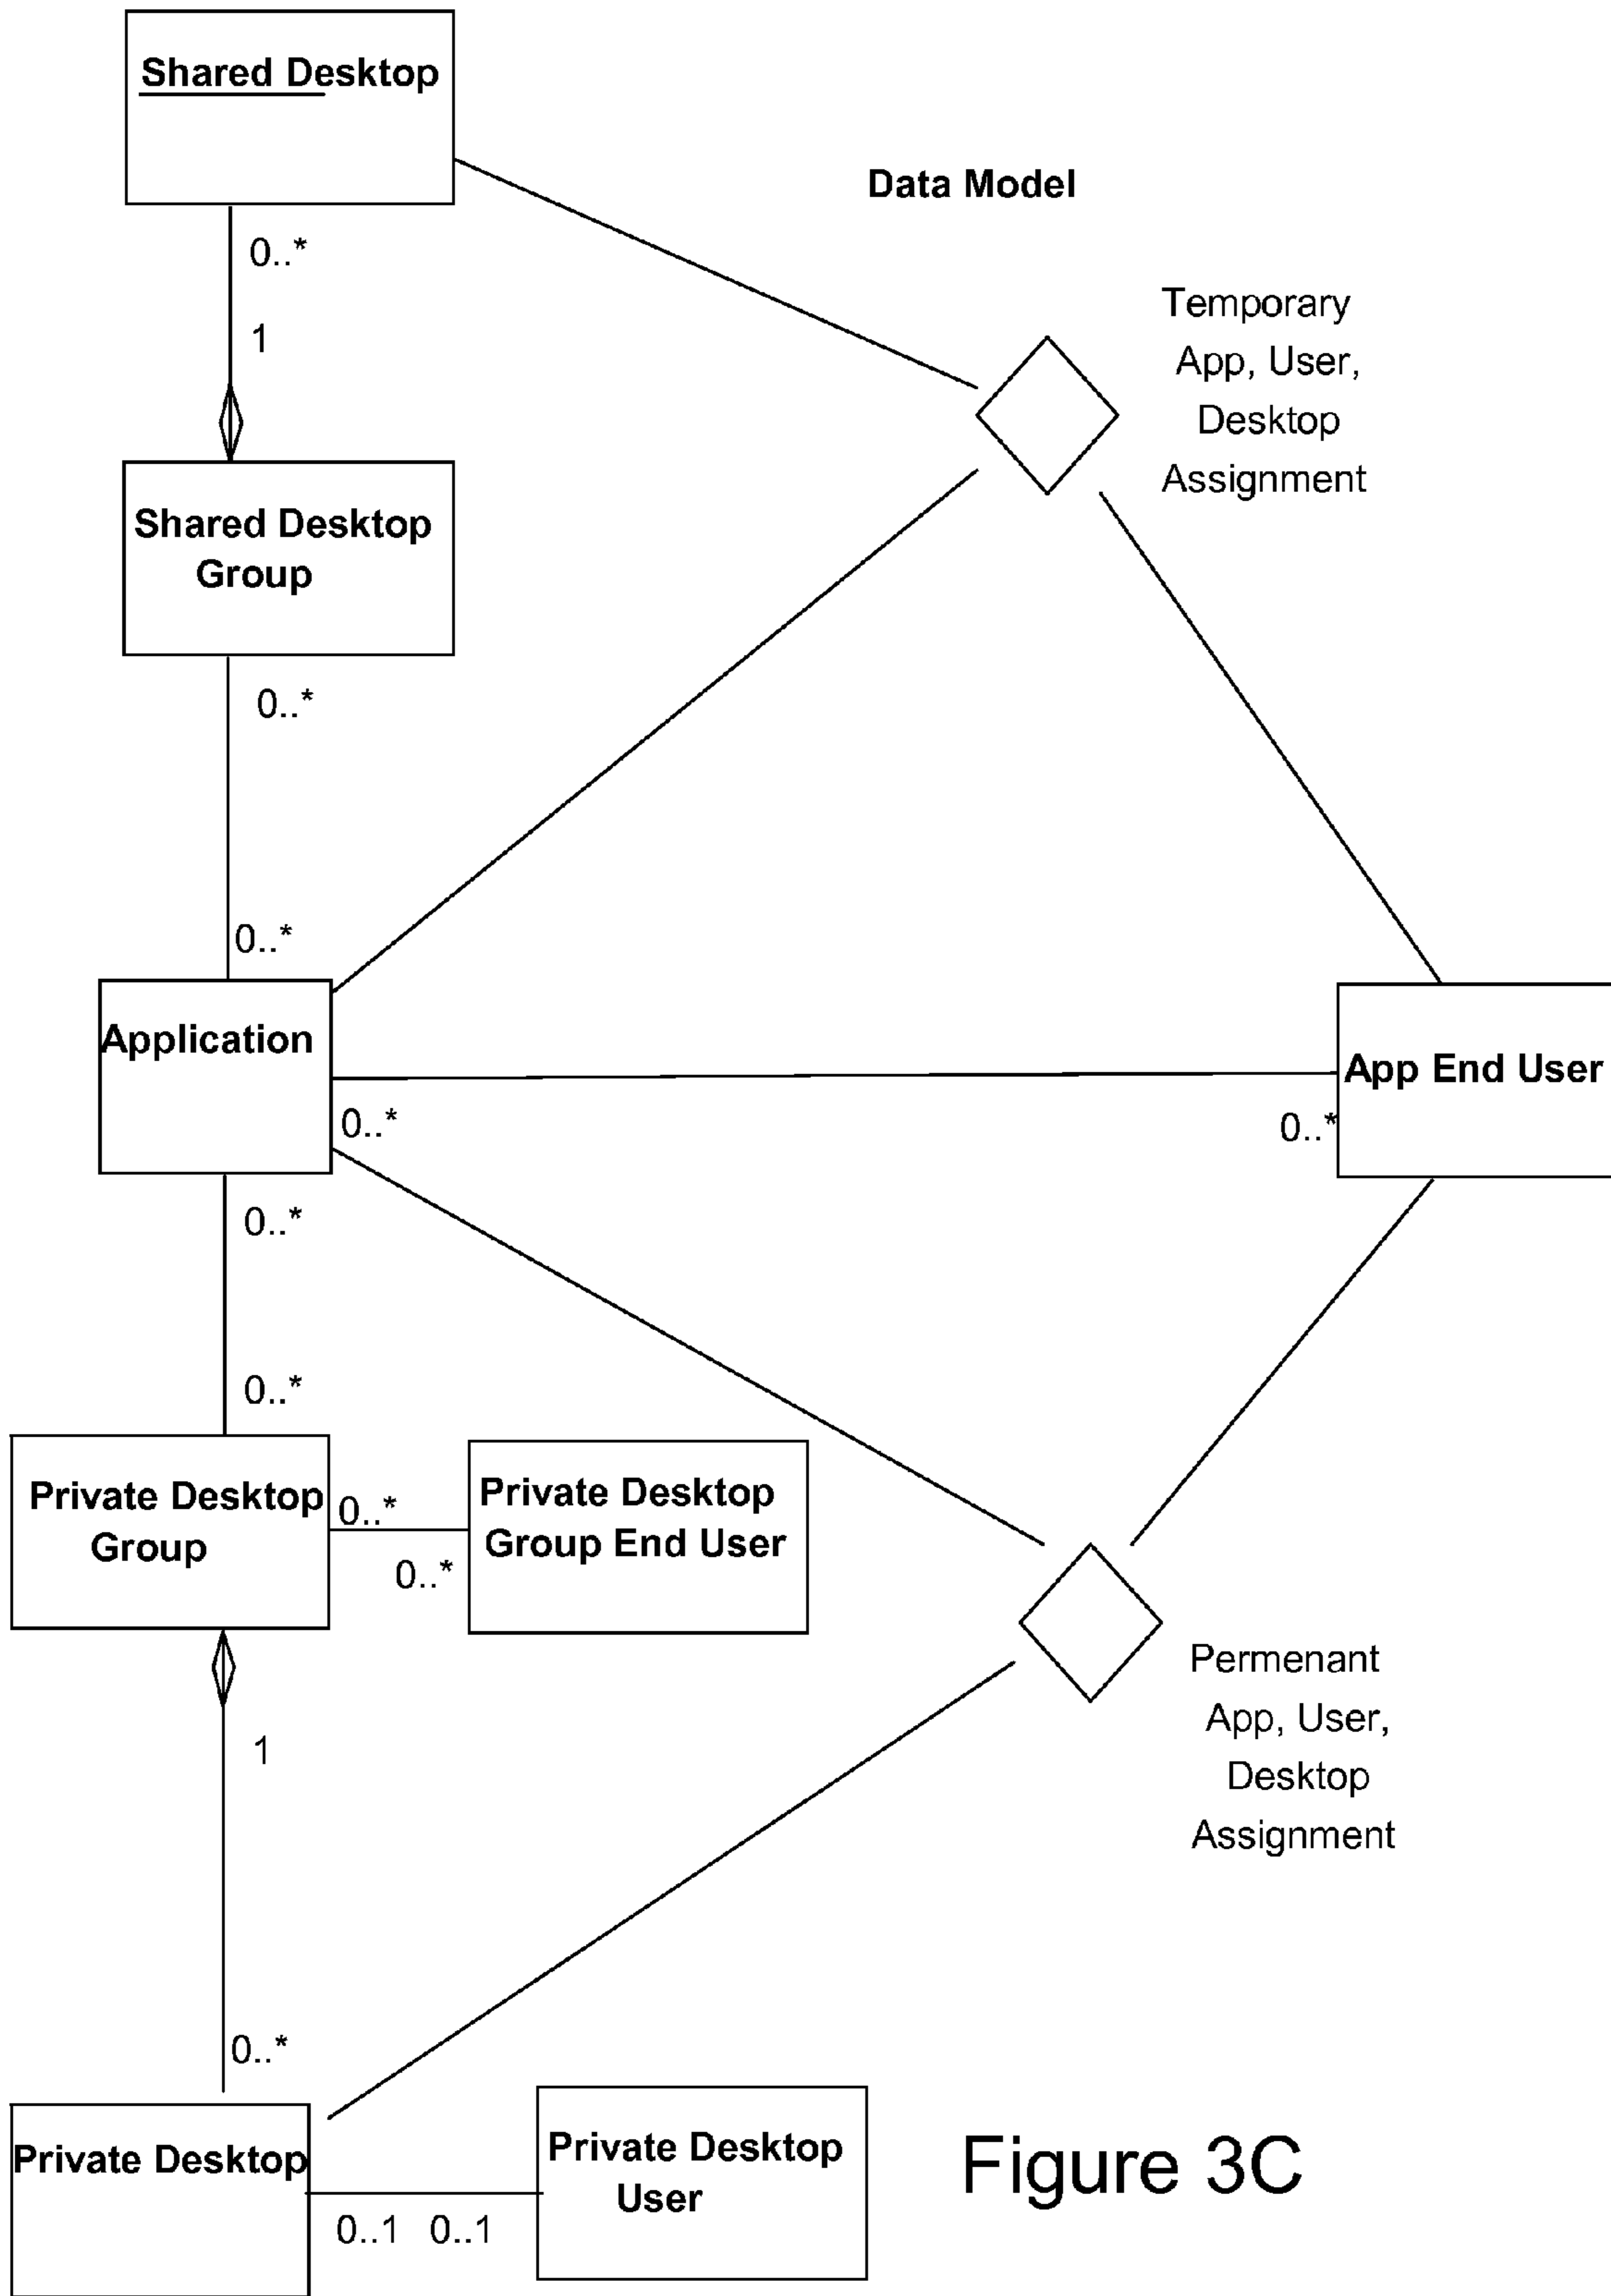 Shared Desktop
Data Model
0..*
1
Temporary
App, User,
Desktop
Assignment
Shared Desktop
Group
0..*
0..*
Application
App End User
0..*
0..*
0..*
0..*
Private Desktop
Group
0..*
0..*
Private Desktop
Group End User
1
Permenant
App, User,
Desktop
Assignment
0..*
Private Desktop
Private Desktop
User
0..1 0..1
Figure 3C